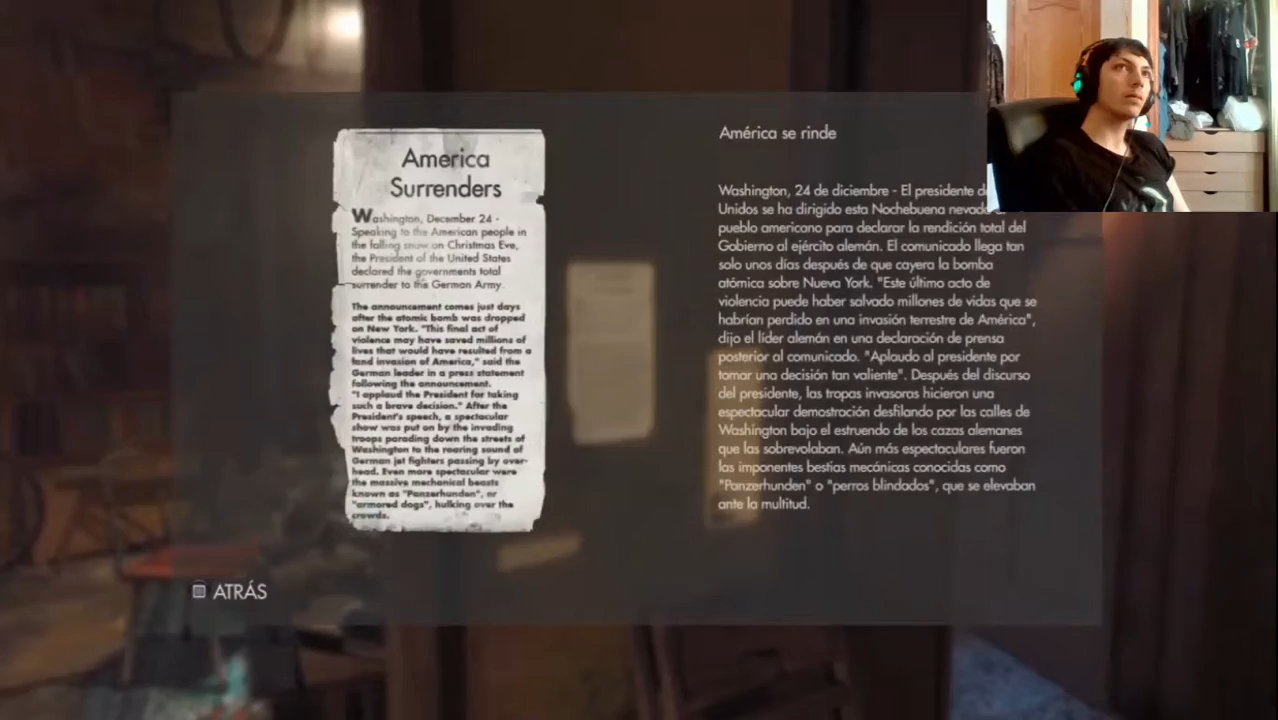 America
Surrenders
Washington, December 24 -
Speaking to the American people in
the falling snow on Christmas Eve,
the President of the United States
declared the governments total
surrender to the German Army.
The announcement comes just days
after the atomic bomb was dropped
on New York. "This final act of
violence may have saved millions of
lives that would have resulted from a
land invasion of America," said the
German leader in a press statement
following the announcement.
"I applaud the President for taking
such a brave decision." After the
President's speech, a spectacular
show was put on by the invading
troops parading down the streets of
Washington to the roaring sound of
German jet fighters passing by over-
head. Even more spectacular were
the massive mechanical beasts
known as "Panzerhunden", or
"armored dogs", hulking over the
crowds.
América se rinde
Washington, 24 de diciembre - El presidente de
Unidos se ha dirigido esta Nochebuena nevada
pueblo americano para declarar la rendición total del
Gobierno al ejército alemán. El comunicado llega tan
solo unos días después de que cayera la bomba
atómica sobre Nueva York. "Este último acto de
violencia puede haber salvado millones de vidas que se
habrían perdido en una invasión terrestre de América",
dijo el líder alemán en una declaración de prensa
posterior al comunicado. "Aplaudo al presidente por
tomar una decisión tan valiente". Después del discurso
del presidente, las tropas invasoras hicieron una
espectacular demostración desfilando por las calles de
Washington bajo el estruendo de los cazas alemanes
que las sobrevolaban. Aún más espectaculares fueron
las imponentes bestias mecánicas conocidas como
"Panzerhunden" o "perros blindados", que se elevaban
ante la multitud.
ATRÁS